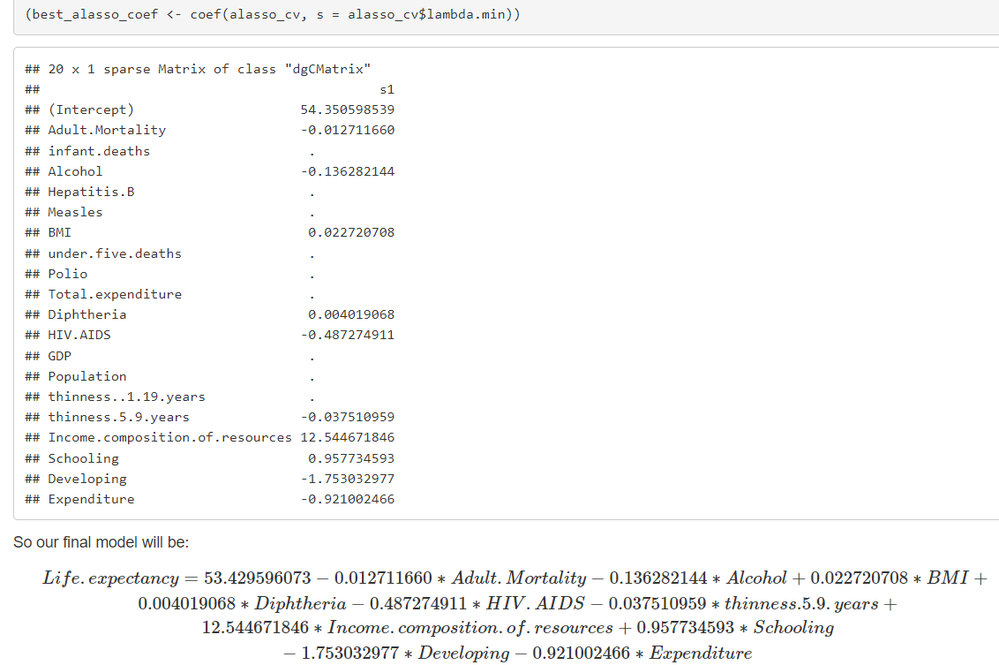 (best_alasso_coef <- coef(alasso_cv, s = alasso_cv$lambda.min))
## 20 x 1 sparse Matrix of class "dgCMatrix"
## s1
## (Intercept) 54.350598539
## Adult.Mortality -0.012711660
## infant.deaths .
## Alcohol -0.136282144
## Hepatitis.B .
## Measles .
## BMI 0.022720708
## under.five.deaths .
## Polio .
## Total.expenditure .
## Diphtheria 0.004019068
## HIV.AIDS -0.487274911
## GDP .
## Population .
## thinness..1.19.years .
## thinness.5.9.years -0.037510959
## Income.composition.of.resources 12.544671846
## Schooling 0.957734593
## Developing -1.753032977
## Expenditure -0.921002466
So our final model will be:
Life.expectancy = 53.429596073 − 0.012711660 ∗ Adult.Mortality − 0.136282144 ∗ Alcohol + 0.022720708 ∗ BMI +
0.004019068 ∗ Diphtheria − 0.487274911 ∗ HIV.AIDS − 0.037510959 ∗ thinness.5.9.years +
12.544671846 ∗ Income.composition.of.resources + 0.957734593 ∗ Schooling
− 1.753032977 ∗ Developing − 0.921002466 ∗ Expenditure